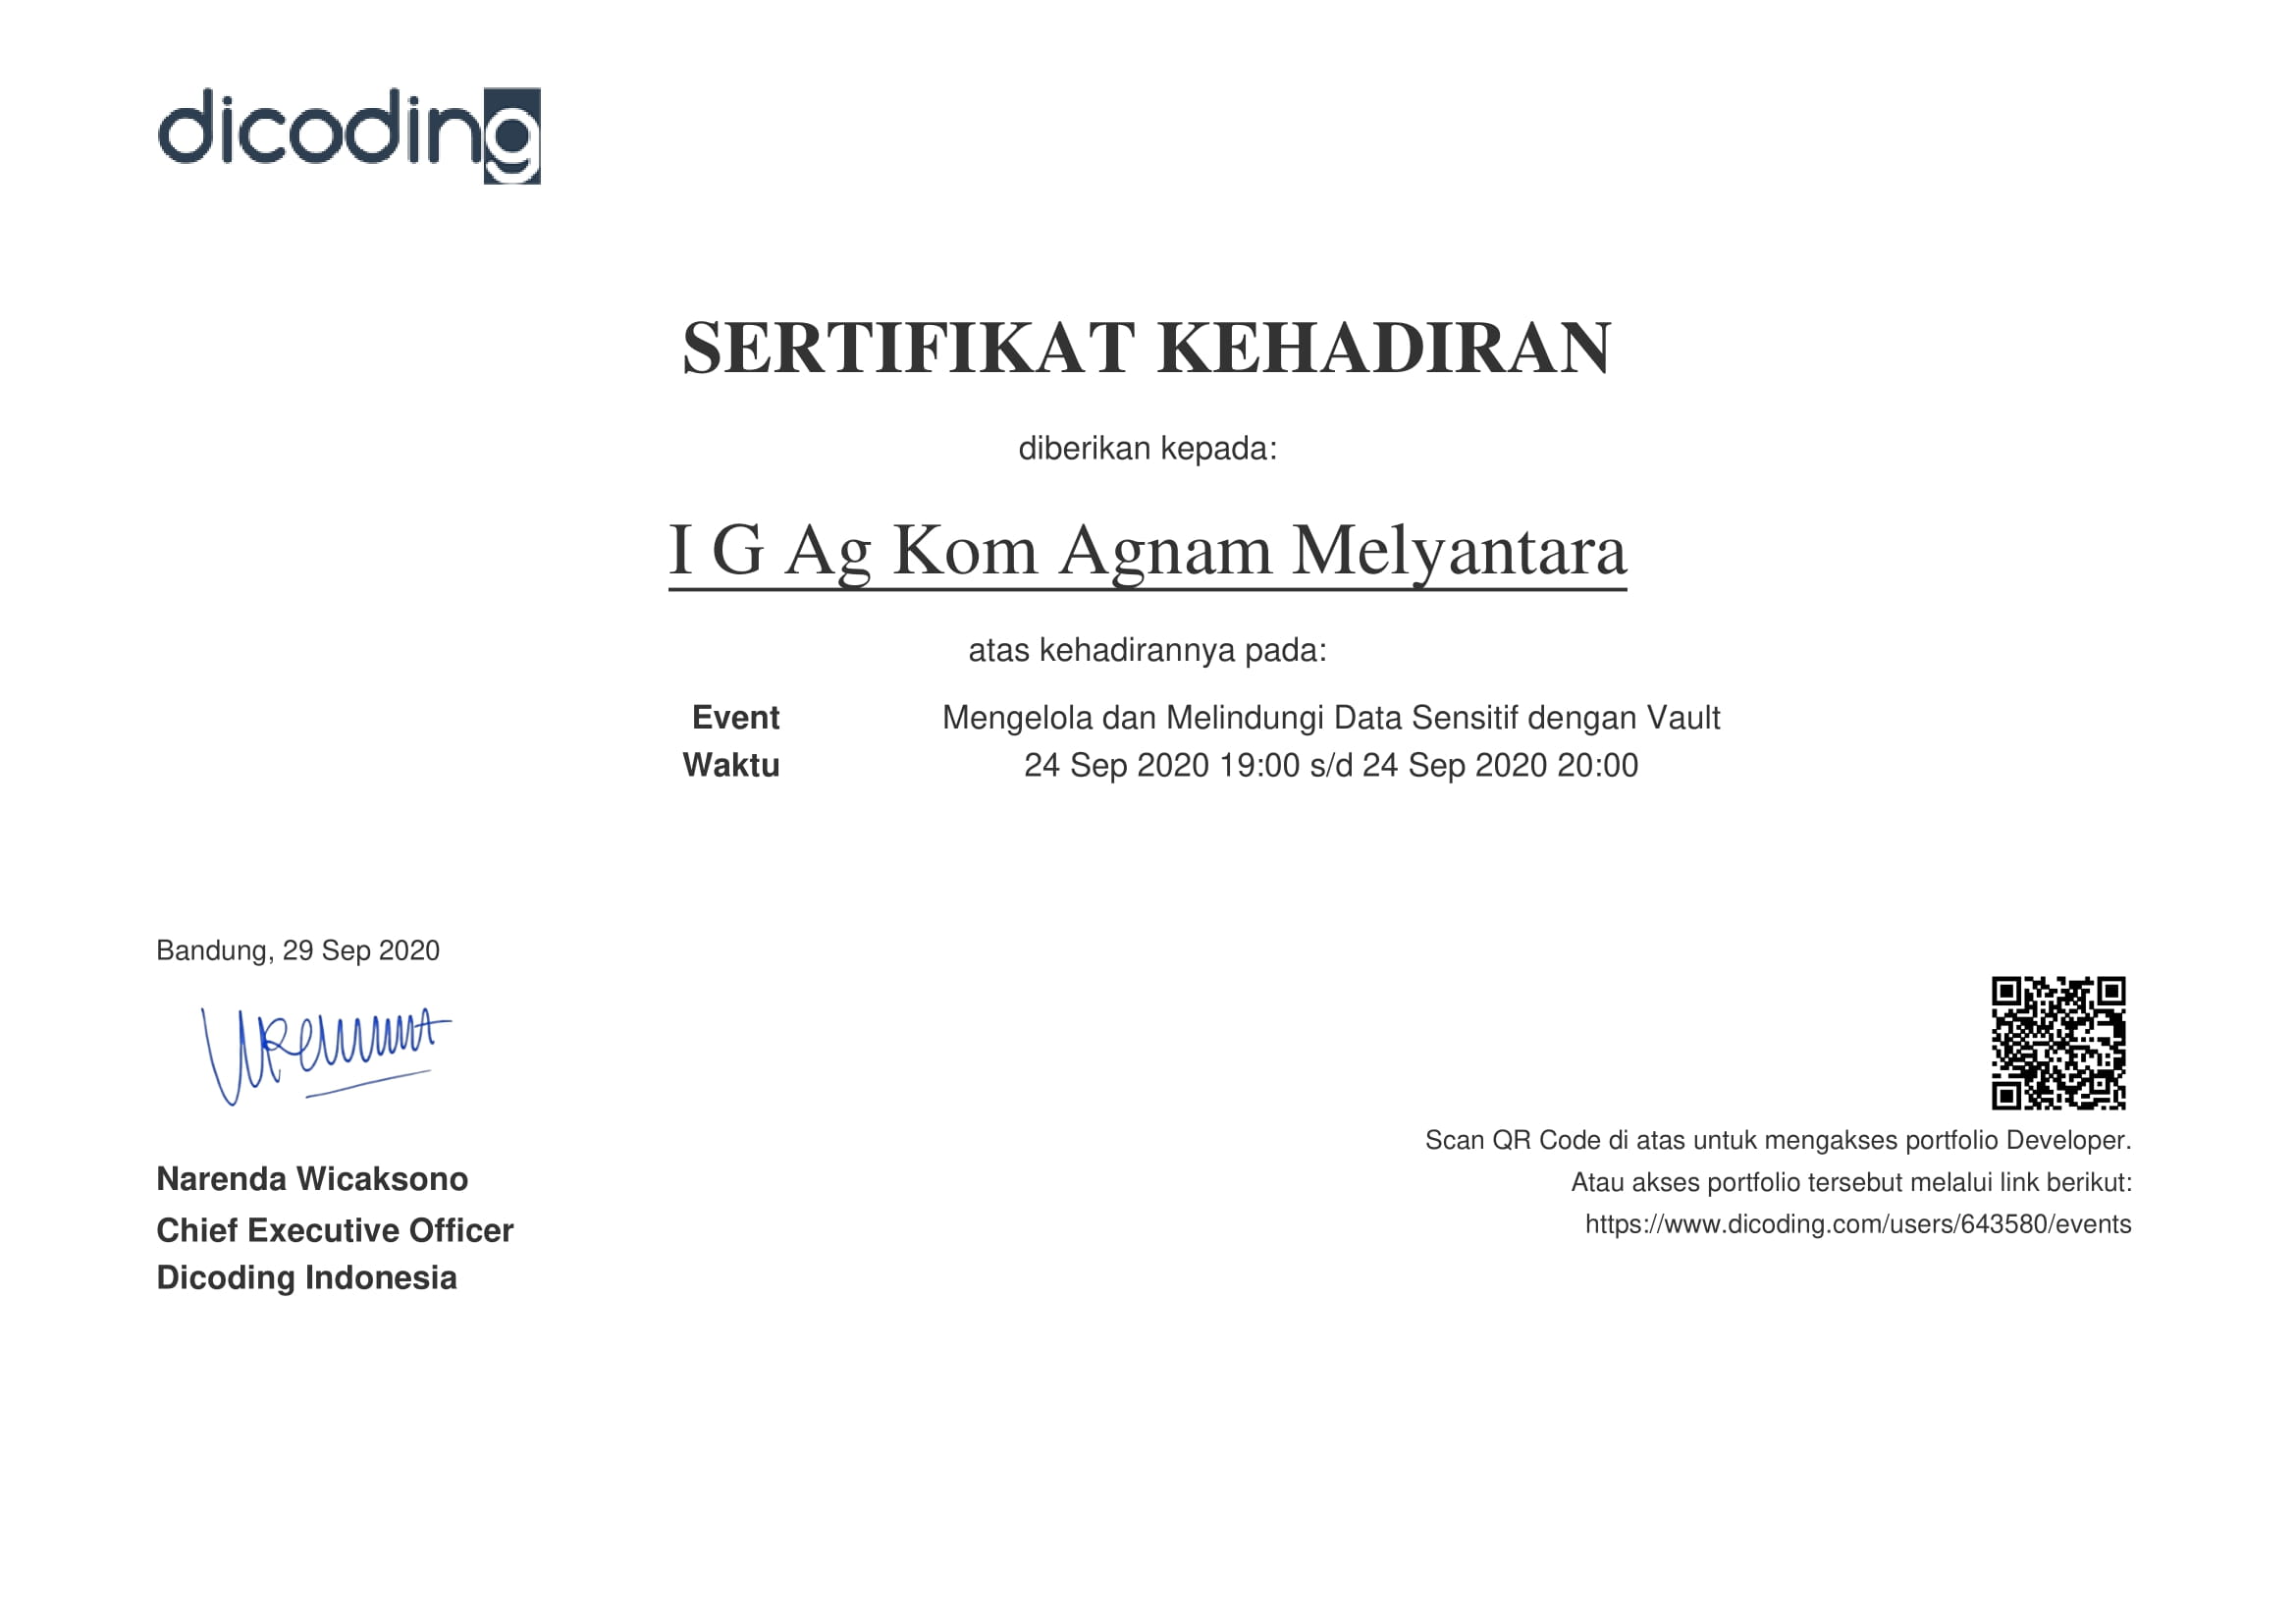 dicoding
SERTIFIKAT KEHADIRAN
diberikan kepada:
I G Ag Kom Agnam Melyantara
atas kehadirannya pada:
Event Mengelola dan Melindungi Data Sensitif dengan Vault
Waktu 24 Sep 2020 19:00 s/d 24 Sep 2020 20:00
Bandung, 29 Sep 2020
Narenda Wicaksono
Chief Executive Officer
Dicoding Indonesia
Scan QR Code di atas untuk mengakses portfolio Developer.
Atau akses portfolio tersebut melalui link berikut:
https://www.dicoding.com/users/643580/events